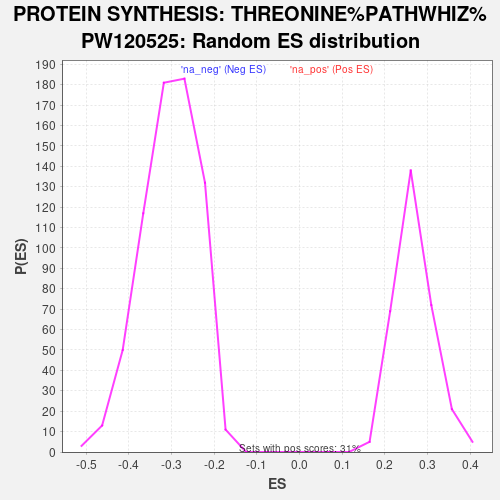 PROTEIN SYNTHESIS: THREONINE%PATHWHIZ%
PW120525: Random ES distribution
'na_neg' (Neg ES) 'na_pos' (Pos ES)
190
180
170
160
150
140
130
120
110
100
90
80
70
60
50
40
30
20
10
0
P(ES)
Sets with pos scores: 31%
-0.5 -0.4 -0.3 -0.2 -0.1 0.0 0.1 0.2 0.3 0.4
ES